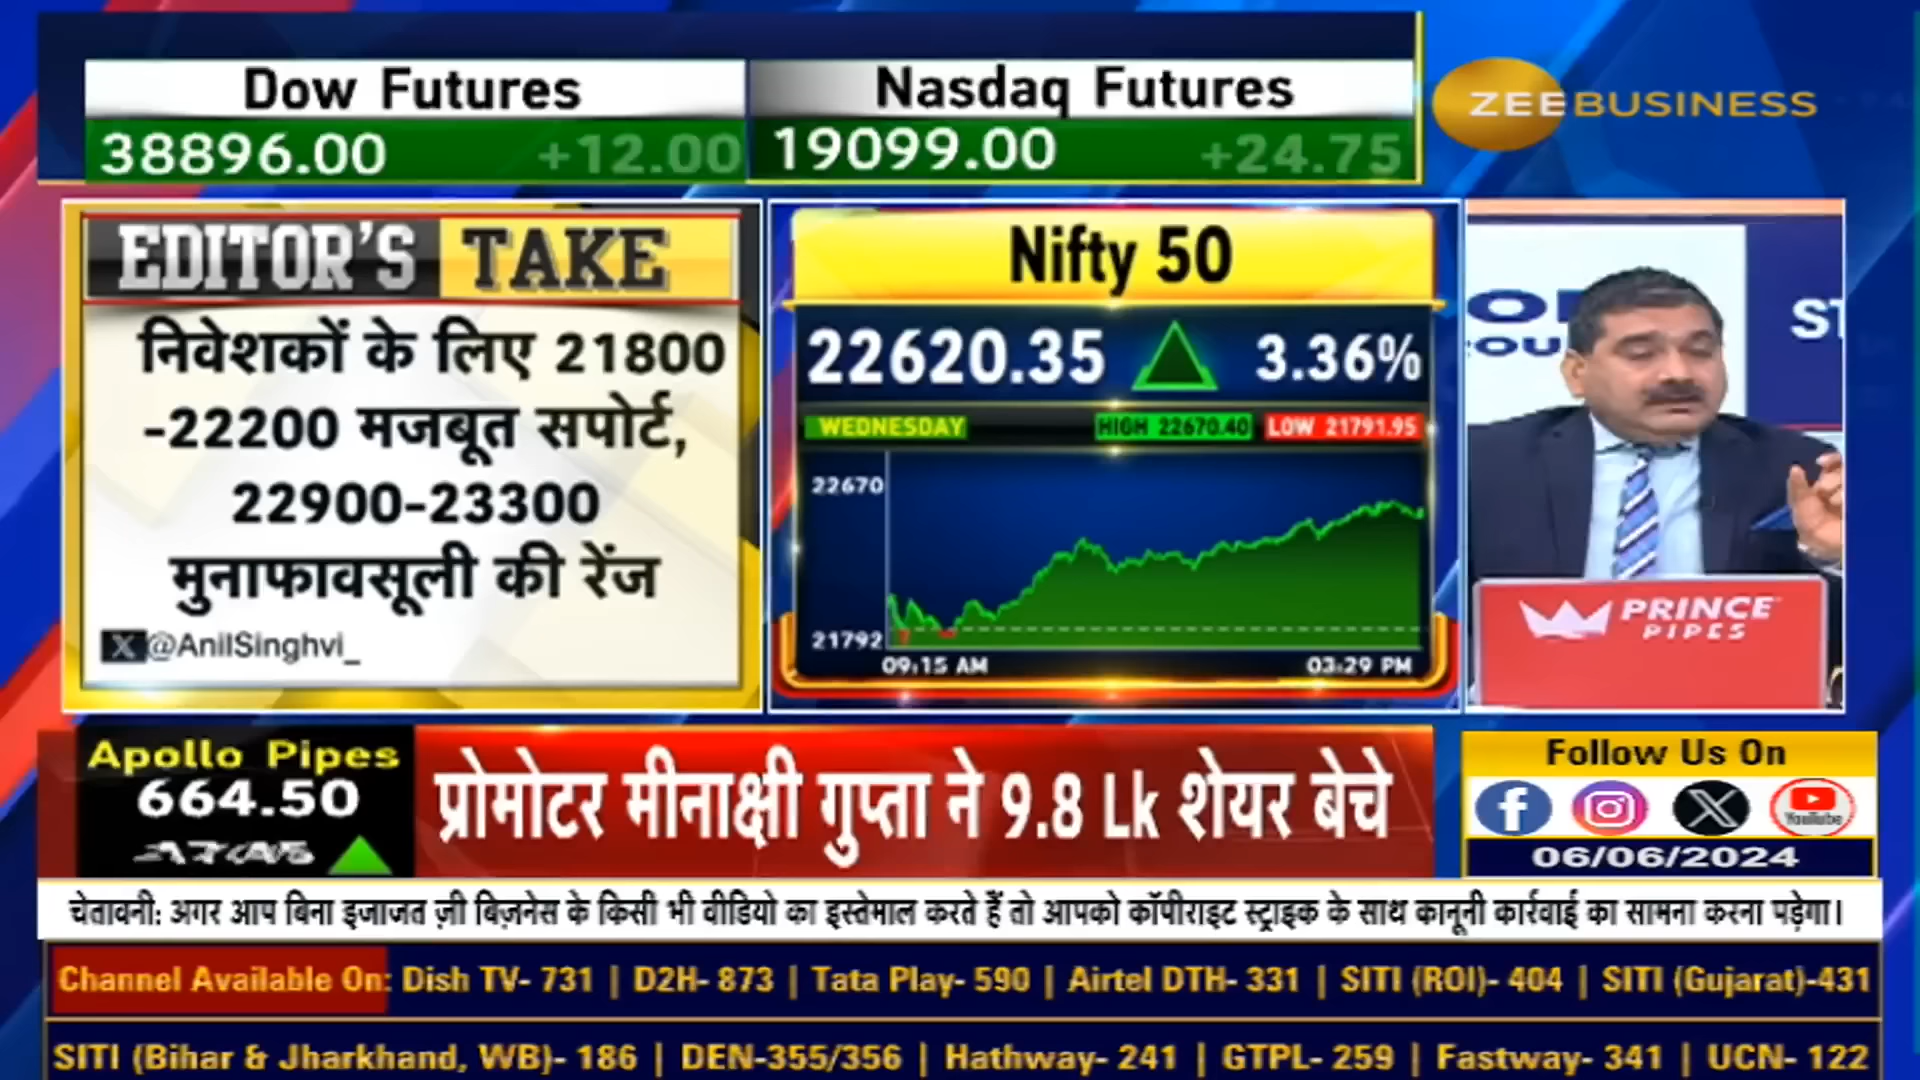 Dow Futures
38896.00 +12.00
Nasdaq Futures
19099.00 +24.75
ZEEBUSINESS
EDITOR'S TAKE
निवेशकों के लिए 21800
-22200 मजबूत सपोर्ट,
22900-23300
मुनाफावसूली की रेंज
X@AnilSinghvi_
Nifty 50
22620.35 3.36%
WEDNESDAY HIGH 22670.40 LOW 21791.95
22670
21792
09:15 AM 03:29 PM
PRINCE
PIPES
Apollo Pipes
664.50
प्रोमोटर मीनाक्षी गुप्ता ने 9.8 Lk शेयर बेचे
Follow Us On
YouTube
06/06/2024
चेतावनी: अगर आप बिना इजाजत ज़ी बिज़नेस के किसी भी वीडियो का इस्तेमाल करते हैं तो आपको कॉपीराइट स्ट्राइक के साथ कानूनी कार्रवाई का सामना करना पड़ेगा।
Channel Available On: Dish TV- 731 | D2H- 873 | Tata Play- 590 | Airtel DTH- 331 | SITI (ROI)- 404 | SITI (Gujarat)-431
SITI (Bihar & Jharkhand, WB)- 186 | DEN-355/356 | Hathway- 241 | GTPL- 259 | Fastway- 341 | UCN- 122